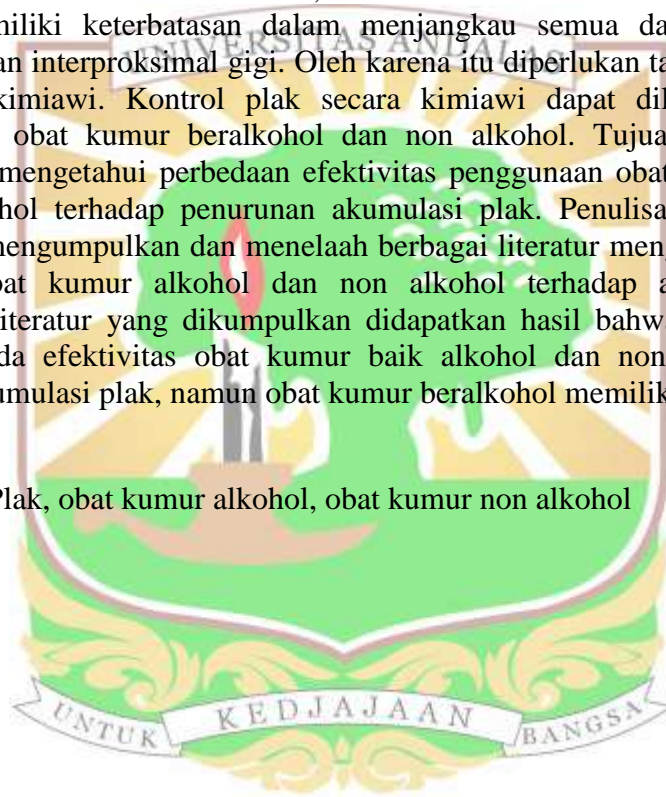 miliki keterbatasan dalam menjangkau semua da
UNIVERSITAS ANDALAS
an interproksimal gigi. Oleh karena itu diperlukan ta
kimiawi. Kontrol plak secara kimiawi dapat dil
obat kumur beralkohol dan non alkohol. Tujua
mengetahui perbedaan efektivitas penggunaan obat
hol terhadap penurunan akumulasi plak. Penulisa
mengumpulkan dan menelaah berbagai literatur men
at kumur alkohol dan non alkohol terhadap a
iteratur yang dikumpulkan didapatkan hasil bahw
da efektivitas obat kumur baik alkohol dan non
umulasi plak, namun obat kumur beralkohol memilik
Plak, obat kumur alkohol, obat kumur non alkohol
UNTUK KEDJAJAAN BANGSA